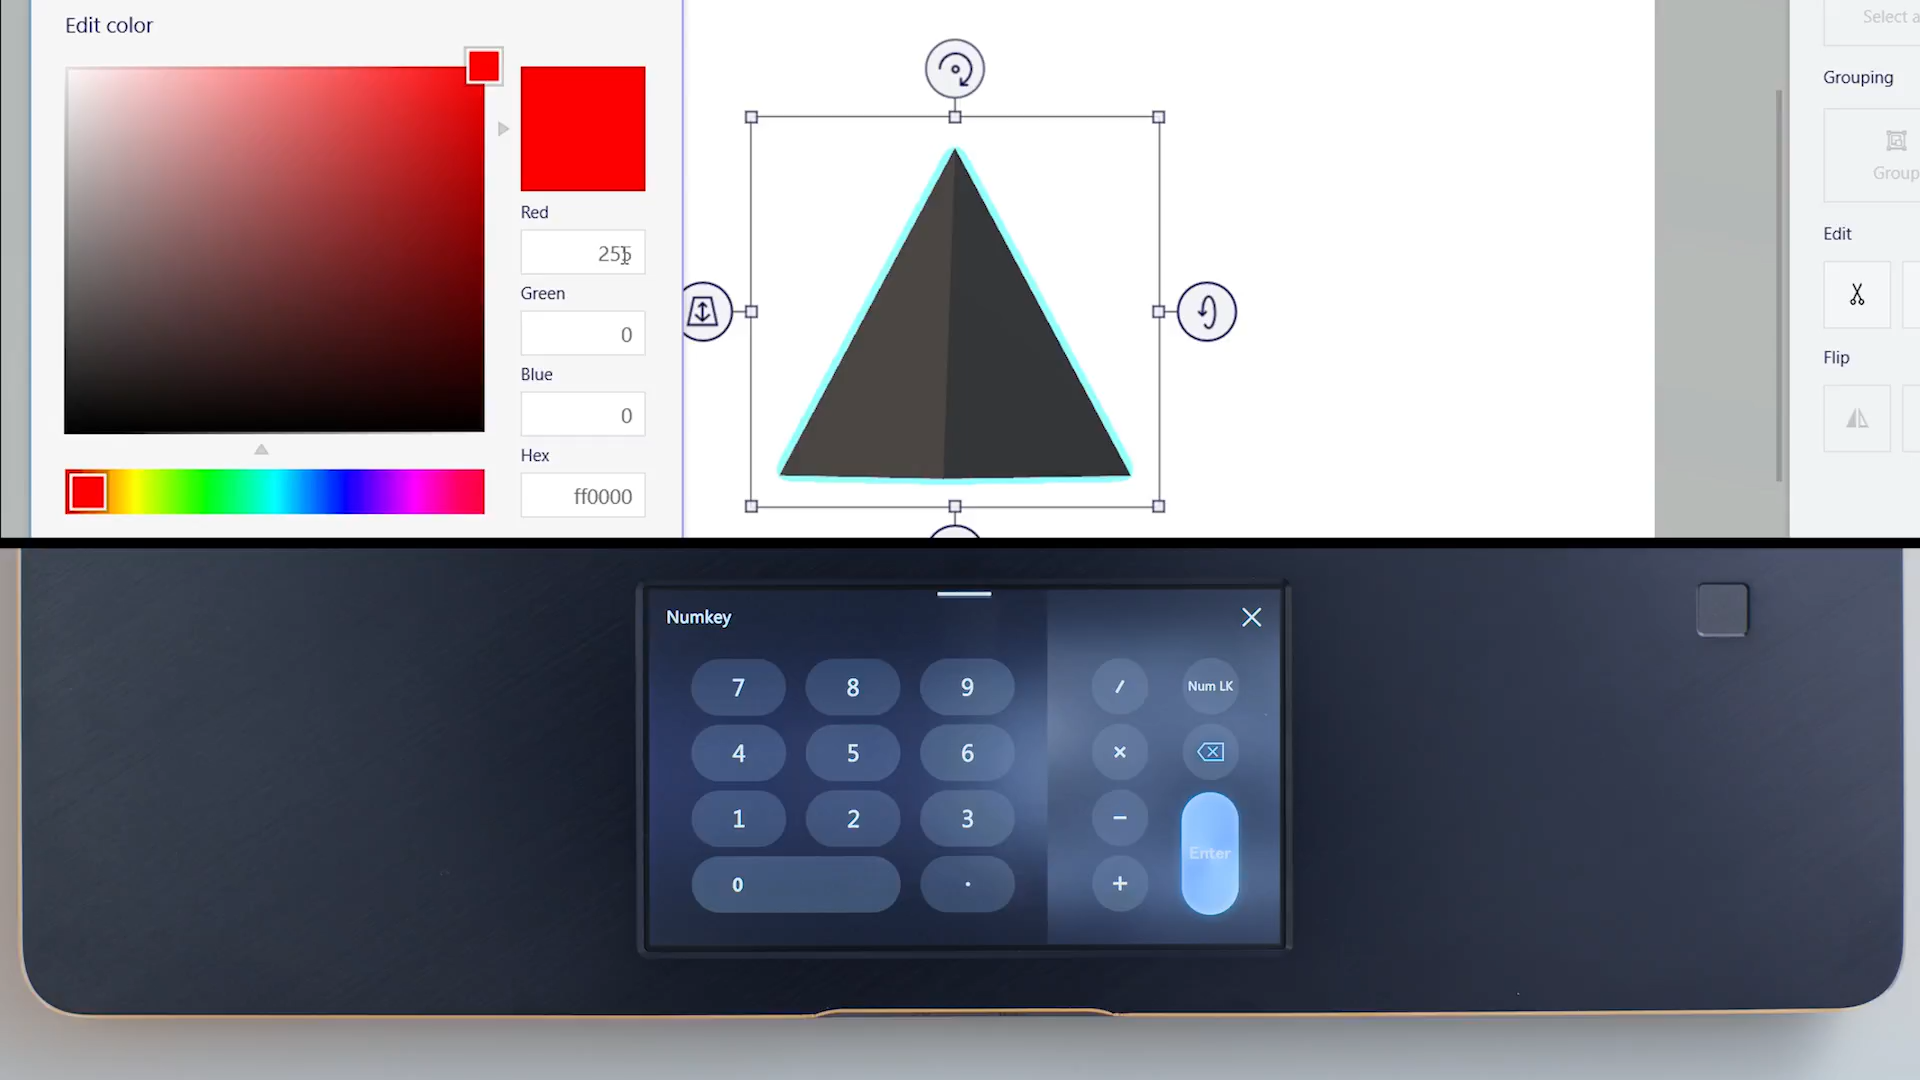 Edit color
Red
255
Green
0
Blue
0
Hex
ff0000
Select a
Grouping
Group
Edit
Flip
Numkey
7 8 9 / Num LK
4 5 6 ×
1 2 3 −
0 . + Enter